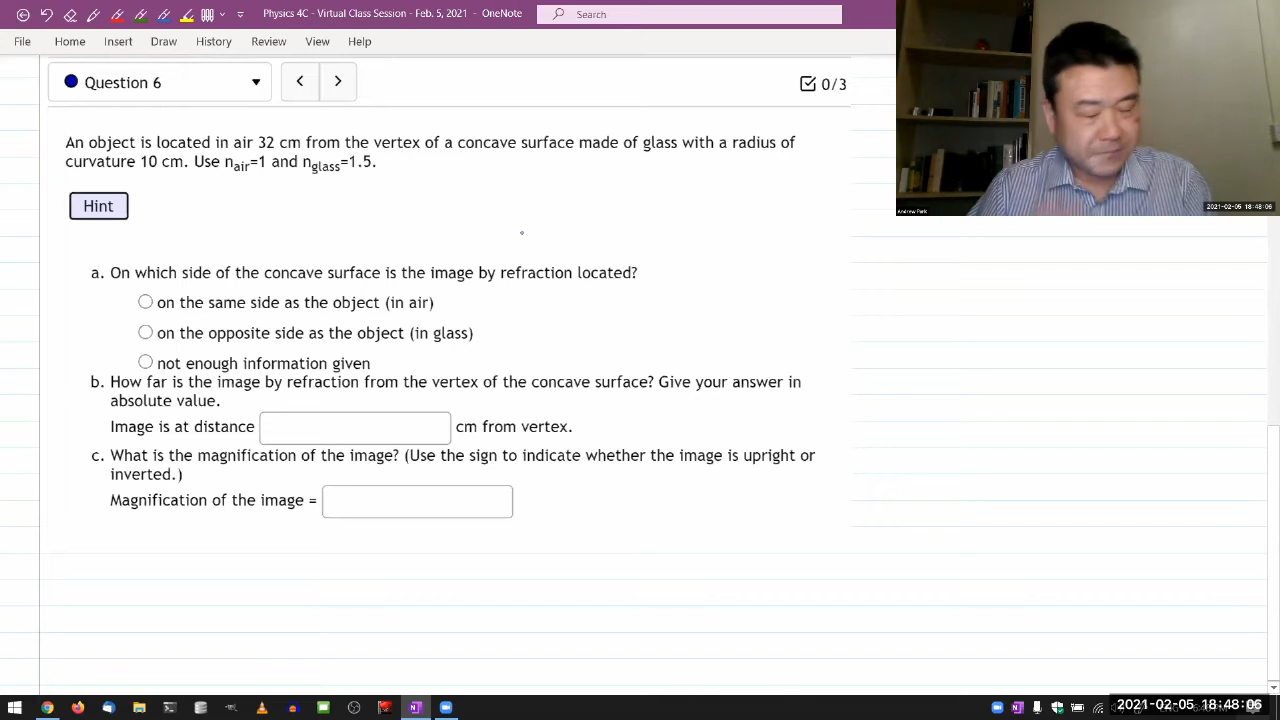 Physics 4C Discussion Session - Feb. 5, 2021 - OneNote
Search
File Home Insert Draw History Review View Help
Question 6
0/3
An object is located in air 32 cm from the vertex of a concave surface made of glass with a radius of
curvature 10 cm. Use nair=1 and nglass=1.5.
Hint
a. On which side of the concave surface is the image by refraction located?
on the same side as the object (in air)
on the opposite side as the object (in glass)
not enough information given
b. How far is the image by refraction from the vertex of the concave surface? Give your answer in
absolute value.
Image is at distance cm from vertex.
c. What is the magnification of the image? (Use the sign to indicate whether the image is upright or
inverted.)
Magnification of the image =
Andrew Park
2021-02-05 18:48:06
2021-02-05 18:48:06